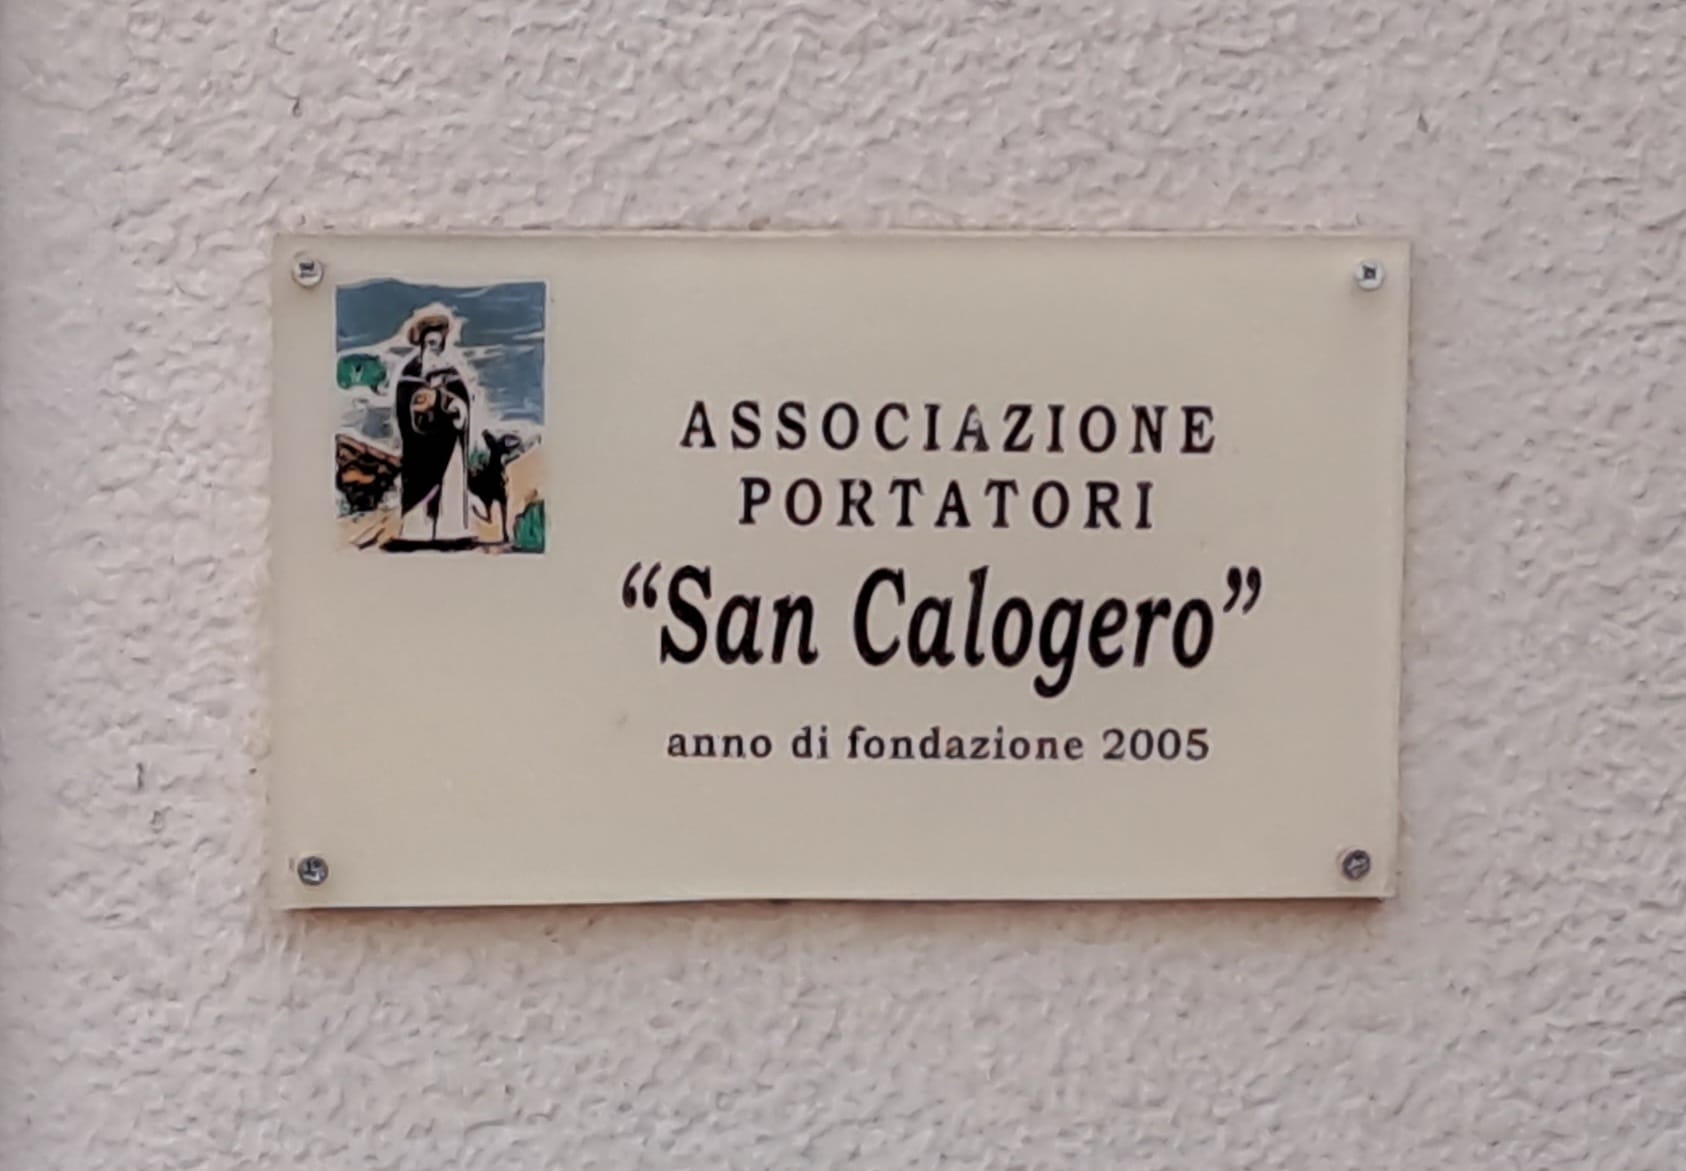 ASSOCIAZIONE
PORTATORI
“San Calogero”
anno di fondazione 2005